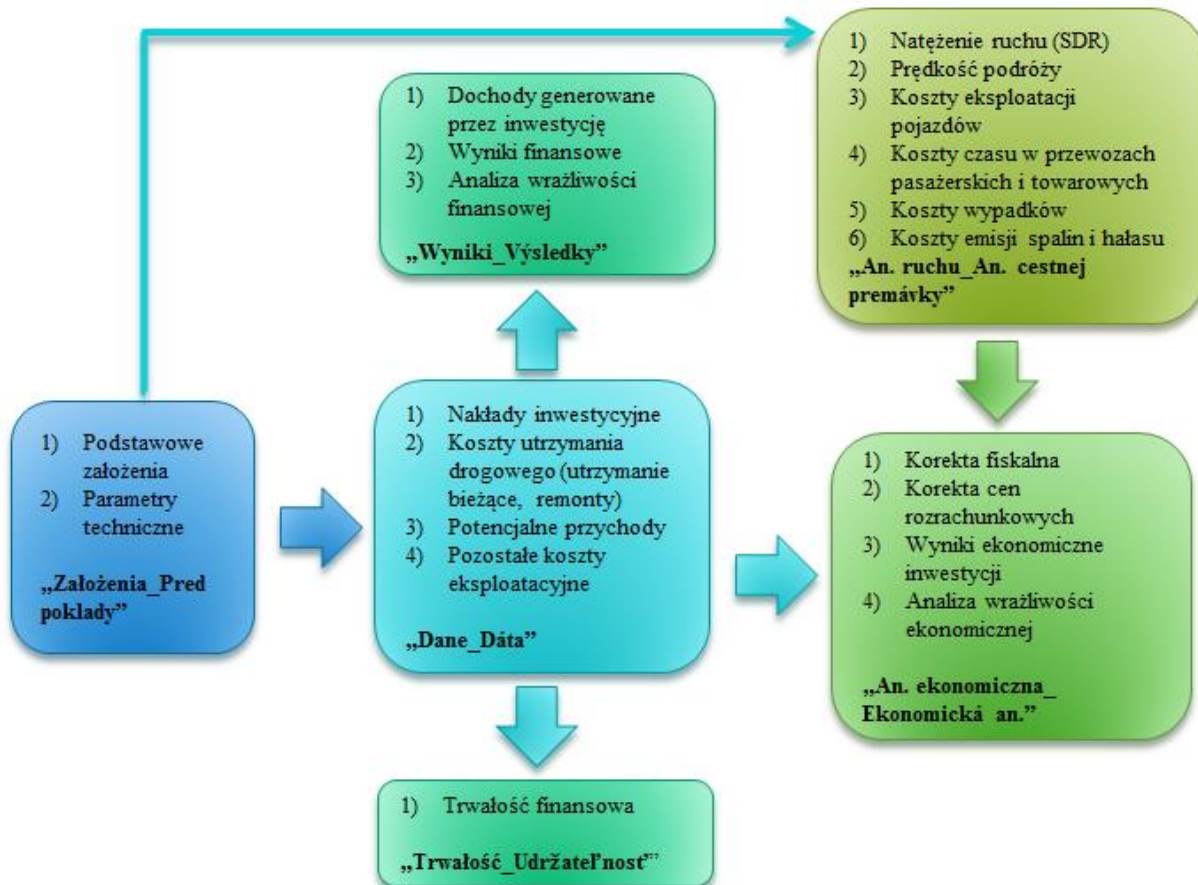 1) Natężenie ruchu (SDR)
2) Prędkość podróży
3) Koszty eksploatacji
pojazdów
4) Koszty czasu w przewozach
pasażerskich i towarowych
5) Koszty wypadków
6) Koszty emisji spalin i hałasu
„An. ruchu_An. cestnej
premávky”
1) Dochody generowane
przez inwestycję
2) Wyniki finansowe
3) Analiza wrażliwości
finansowej
„Wyniki_Výsledky”
1) Podstawowe
założenia
2) Parametry
techniczne
„Założenia_Pred
poklady”
1) Nakłady inwestycyjne
2) Koszty utrzymania
drogowego (utrzymanie
bieżące, remonty)
3) Potencjalne przychody
4) Pozostałe koszty
eksploatacyjne
„Dane_Dáta”
1) Korekta fiskalna
2) Korekta cen
rozrachunkowych
3) Wyniki ekonomiczne
inwestycji
4) Analiza wrażliwości
ekonomicznej
„An. ekonomiczna_
Ekonomická an.”
1) Trwałość finansowa
„Trwałość_Udržateľnosť”